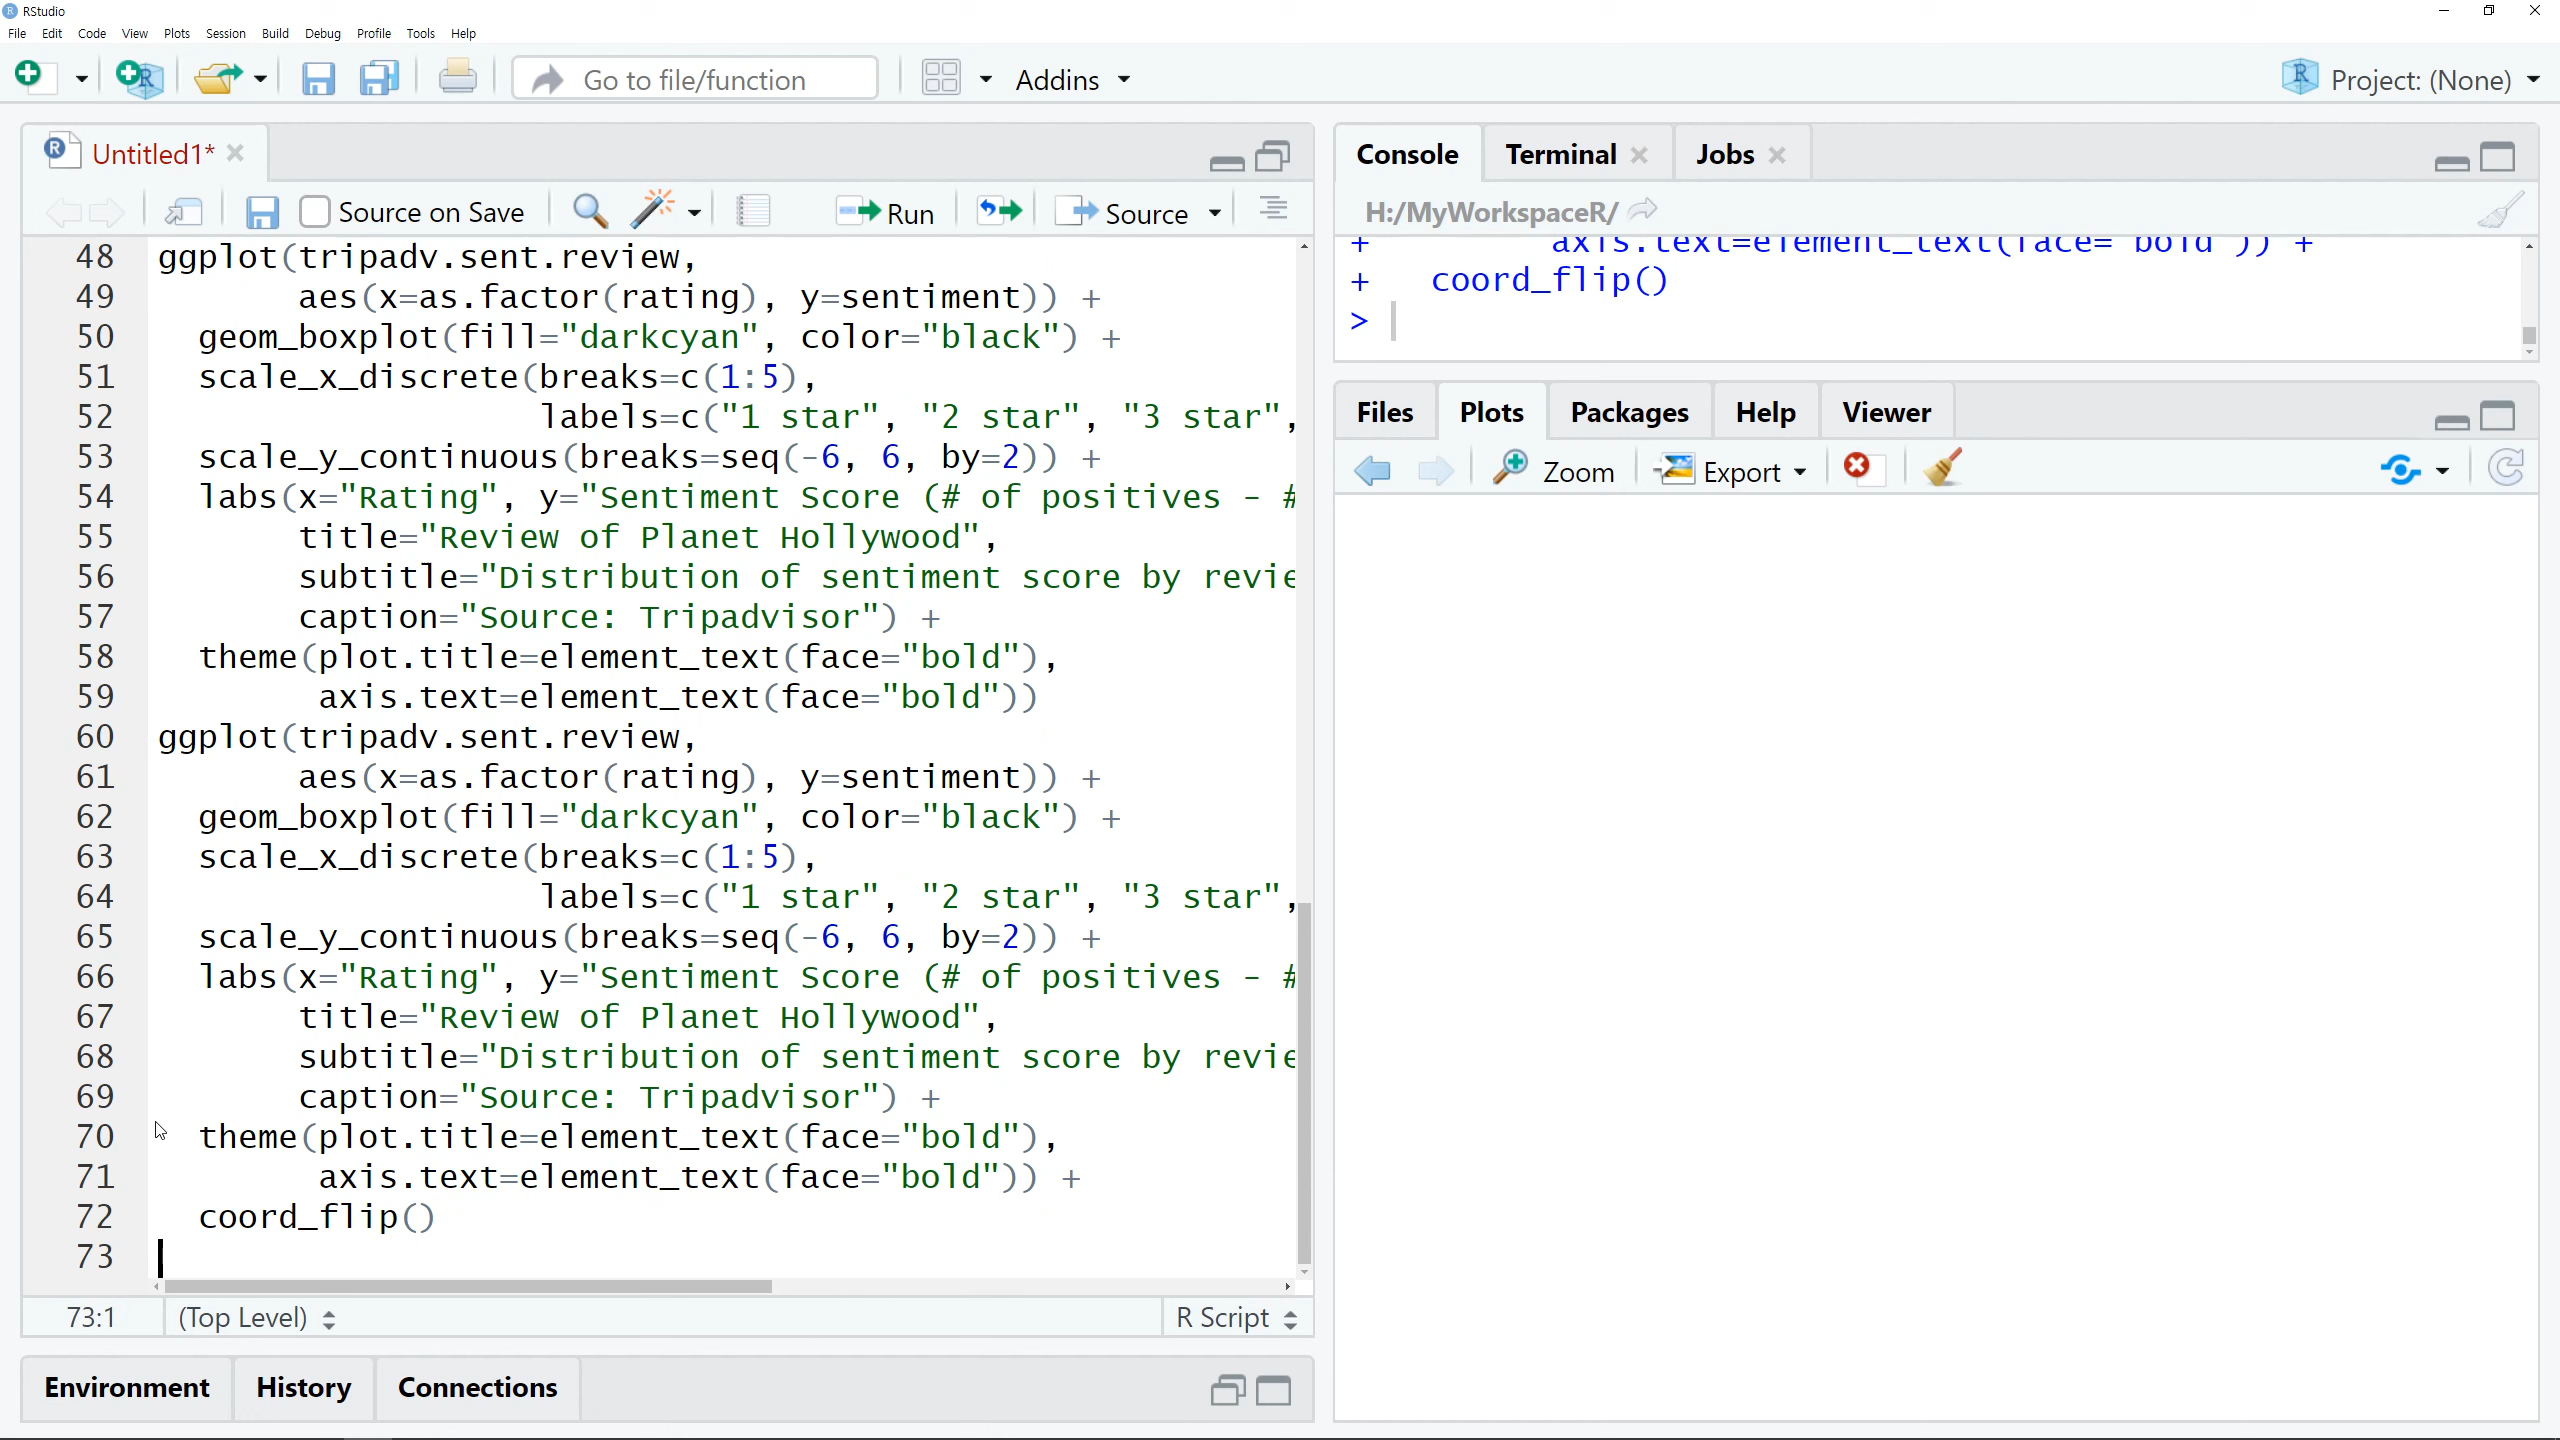 RStudio
File Edit Code View Plots Session Build Debug Profile Tools Help
Go to file/function
Addins
Project: (None)
Untitled1*
Source on Save
Run
Source
48 ggplot(tripadv.sent.review,
49 aes(x=as.factor(rating), y=sentiment)) +
50 geom_boxplot(fill="darkcyan", color="black") +
51 scale_x_discrete(breaks=c(1:5),
52 labels=c("1 star", "2 star", "3 star",
53 scale_y_continuous(breaks=seq(-6, 6, by=2)) +
54 labs(x="Rating", y="Sentiment Score (# of positives - #
55 title="Review of Planet Hollywood",
56 subtitle="Distribution of sentiment score by revie
57 caption="Source: Tripadvisor") +
58 theme(plot.title=element_text(face="bold"),
59 axis.text=element_text(face="bold"))
60 ggplot(tripadv.sent.review,
61 aes(x=as.factor(rating), y=sentiment)) +
62 geom_boxplot(fill="darkcyan", color="black") +
63 scale_x_discrete(breaks=c(1:5),
64 labels=c("1 star", "2 star", "3 star",
65 scale_y_continuous(breaks=seq(-6, 6, by=2)) +
66 labs(x="Rating", y="Sentiment Score (# of positives - #
67 title="Review of Planet Hollywood",
68 subtitle="Distribution of sentiment score by revie
69 caption="Source: Tripadvisor") +
70 theme(plot.title=element_text(face="bold"),
71 axis.text=element_text(face="bold")) +
72 coord_flip()
73
73:1 (Top Level) R Script
Environment History Connections
Console Terminal Jobs
H:/MyWorkspaceR/
+ axis.text=element_text(face="bold")) +
+ coord_flip()
>
Files Plots Packages Help Viewer
Zoom Export